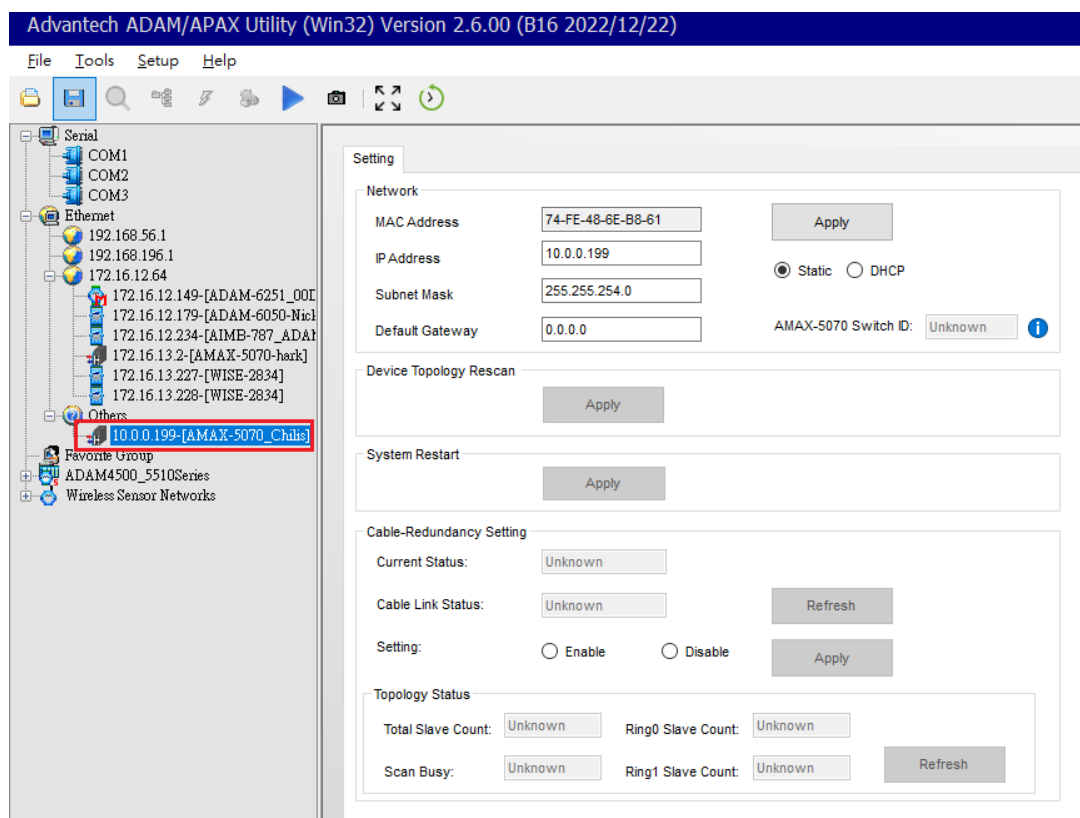 Advantech ADAM/APAX Utility (Win32) Version 2.6.00 (B16 2022/12/22)
File Tools Setup Help
Serial
COM1
COM2
COM3
Ethernet
192.168.56.1
192.168.196.1
172.16.12.64
172.16.12.149-[ADAM-6251_00D
172.16.12.179-[ADAM-6050-Nick
172.16.12.234-[AIMB-787_ADAM
172.16.13.2-[AMAX-5070-hark]
172.16.13.227-[WISE-2834]
172.16.13.228-[WISE-2834]
Others
10.0.0.199-[AMAX-5070_Chilis]
Favorite Group
ADAM4500_5510Series
Wireless Sensor Networks
Setting
Network
MAC Address 74-FE-48-6E-B8-61 Apply
IP Address 10.0.0.199
Static DHCP
Subnet Mask 255.255.254.0
Default Gateway 0.0.0.0
AMAX-5070 Switch ID: Unknown
Device Topology Rescan
Apply
System Restart
Apply
Cable-Redundancy Setting
Current Status: Unknown
Cable Link Status: Unknown Refresh
Setting: Enable Disable Apply
Topology Status
Total Slave Count: Unknown Ring0 Slave Count: Unknown
Scan Busy: Unknown Ring1 Slave Count: Unknown Refresh